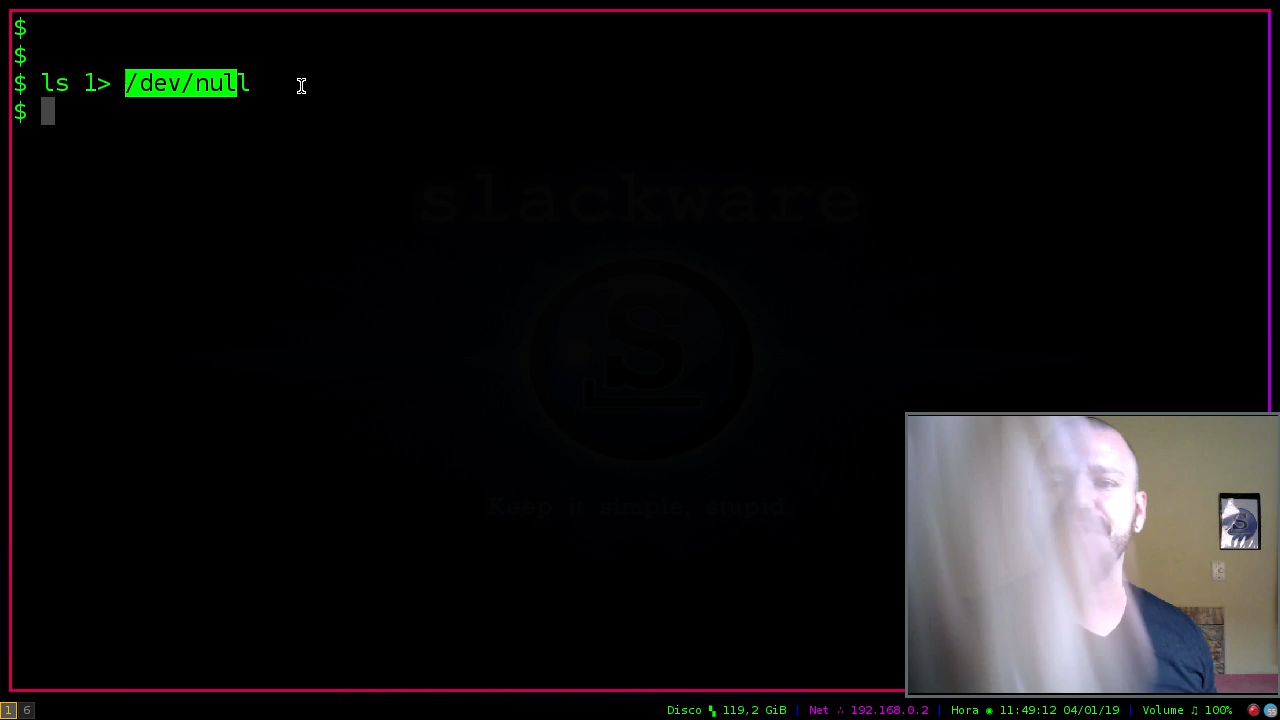 $
$
$ ls 1> /dev/null
$
slackware
S
Keep it simple, stupid.
S
1 6 Disco 119,2 GiB | Net ∴ 192.168.0.2 | Hora ◉ 11:49:12 04/01/19 | Volume ♫ 100%